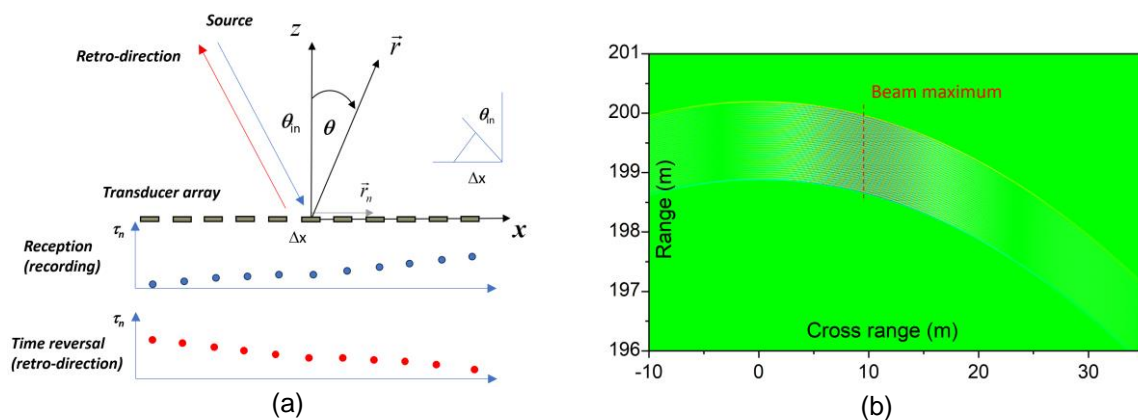 Source
Retro-direction
z
r⃗
θin
θ
θin
Δx
Transducer array
r⃗n
Δx
x
τn
Reception
(recording)
τn
Time reversal
(retro-direction)
(a)
201
200
199
198
197
196
Range (m)
Beam maximum
Cross range (m)
-10
0
10
20
30
(b)